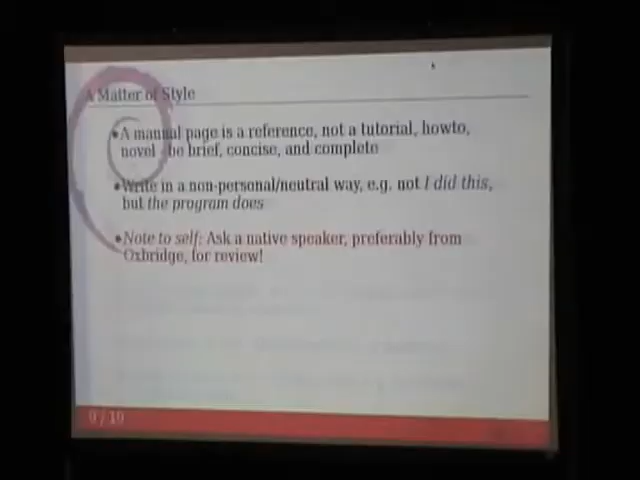 A Matter of Style
• A manual page is a reference, not a tutorial, howto,
novel - be brief, concise, and complete
• Write in a non-personal/neutral way, e.g. not I did this,
but the program does
• Note to self: Ask a native speaker, preferably from
Oxbridge, for review!
9 / 19